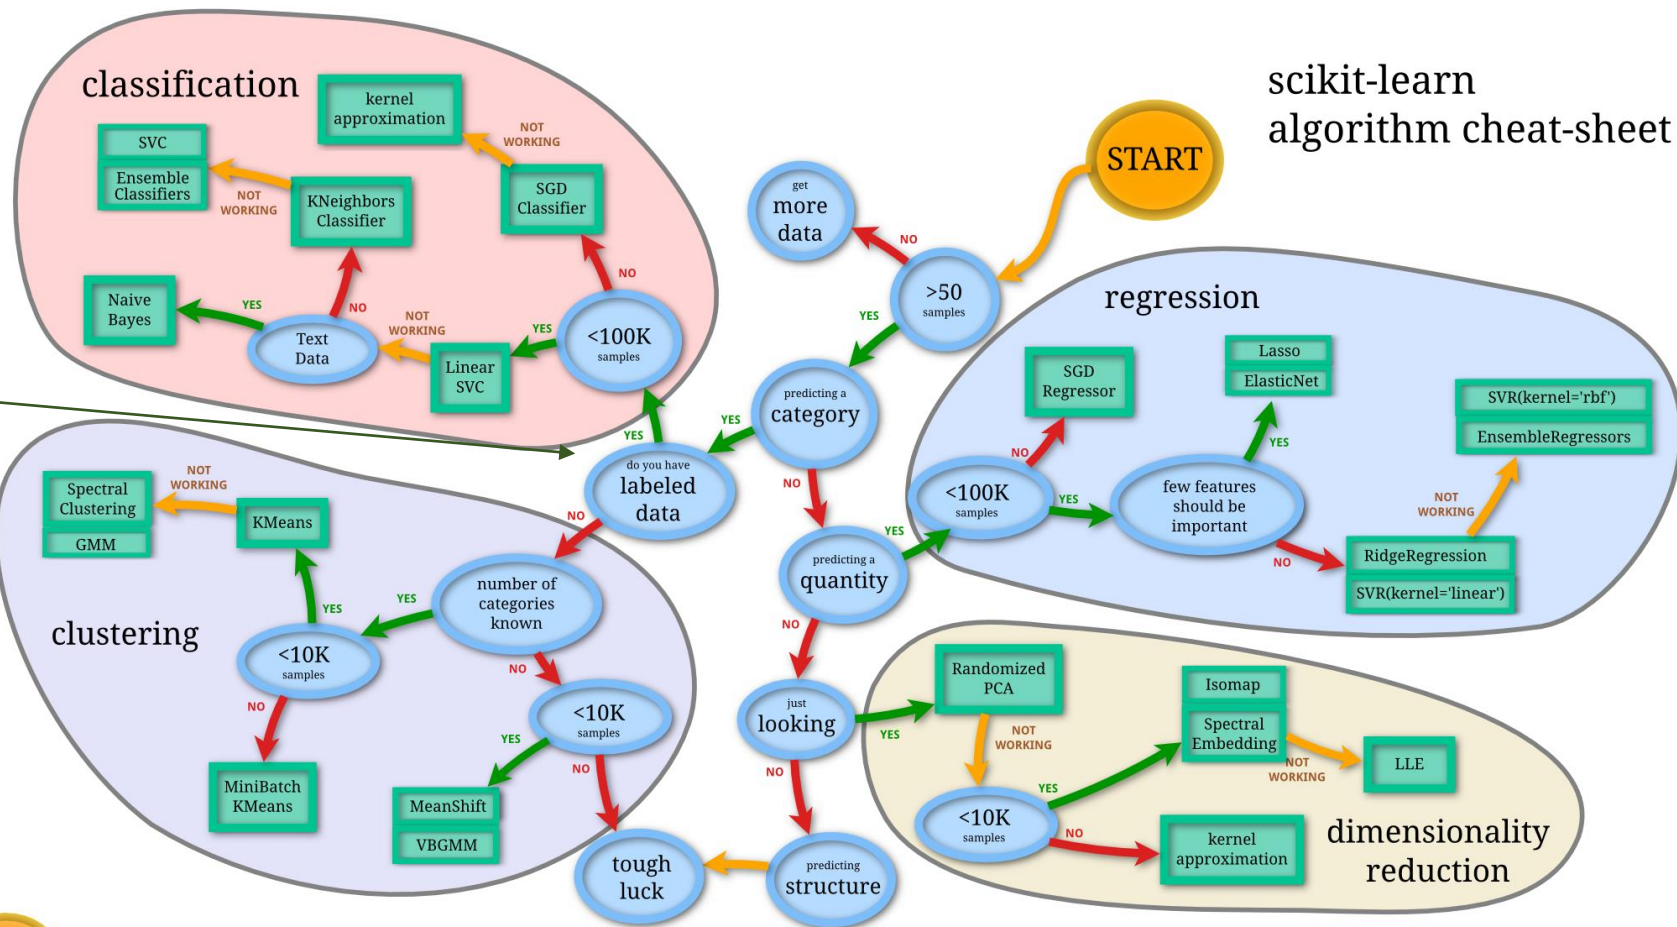 scikit-learn
algorithm cheat-sheet
START
classification
kernel
approximation
NOT
WORKING
SVC
Ensemble
Classifiers
NOT
WORKING
KNeighbors
Classifier
SGD
Classifier
NO
Naive
Bayes
YES
NO
Text
Data
NOT
WORKING
Linear
SVC
YES
<100K
samples
get
more
data
NO
>50
samples
YES
predicting a
category
YES
NO
YES
do you have
labeled
data
NO
predicting a
quantity
YES
NO
just
looking
YES
NO
predicting
structure
tough
luck
regression
SGD
Regressor
NO
<100K
samples
YES
Lasso
ElasticNet
YES
few features
should be
important
NO
SVR(kernel='rbf')
EnsembleRegressors
NOT
WORKING
RidgeRegression
SVR(kernel='linear')
clustering
Spectral
Clustering
GMM
NOT
WORKING
KMeans
YES
<10K
samples
YES
number of
categories
known
NO
NO
MiniBatch
KMeans
<10K
samples
YES
NO
MeanShift
VBGMM
Randomized
PCA
NOT
WORKING
<10K
samples
YES
NO
Isomap
Spectral
Embedding
NOT
WORKING
LLE
kernel
approximation
dimensionality
reduction